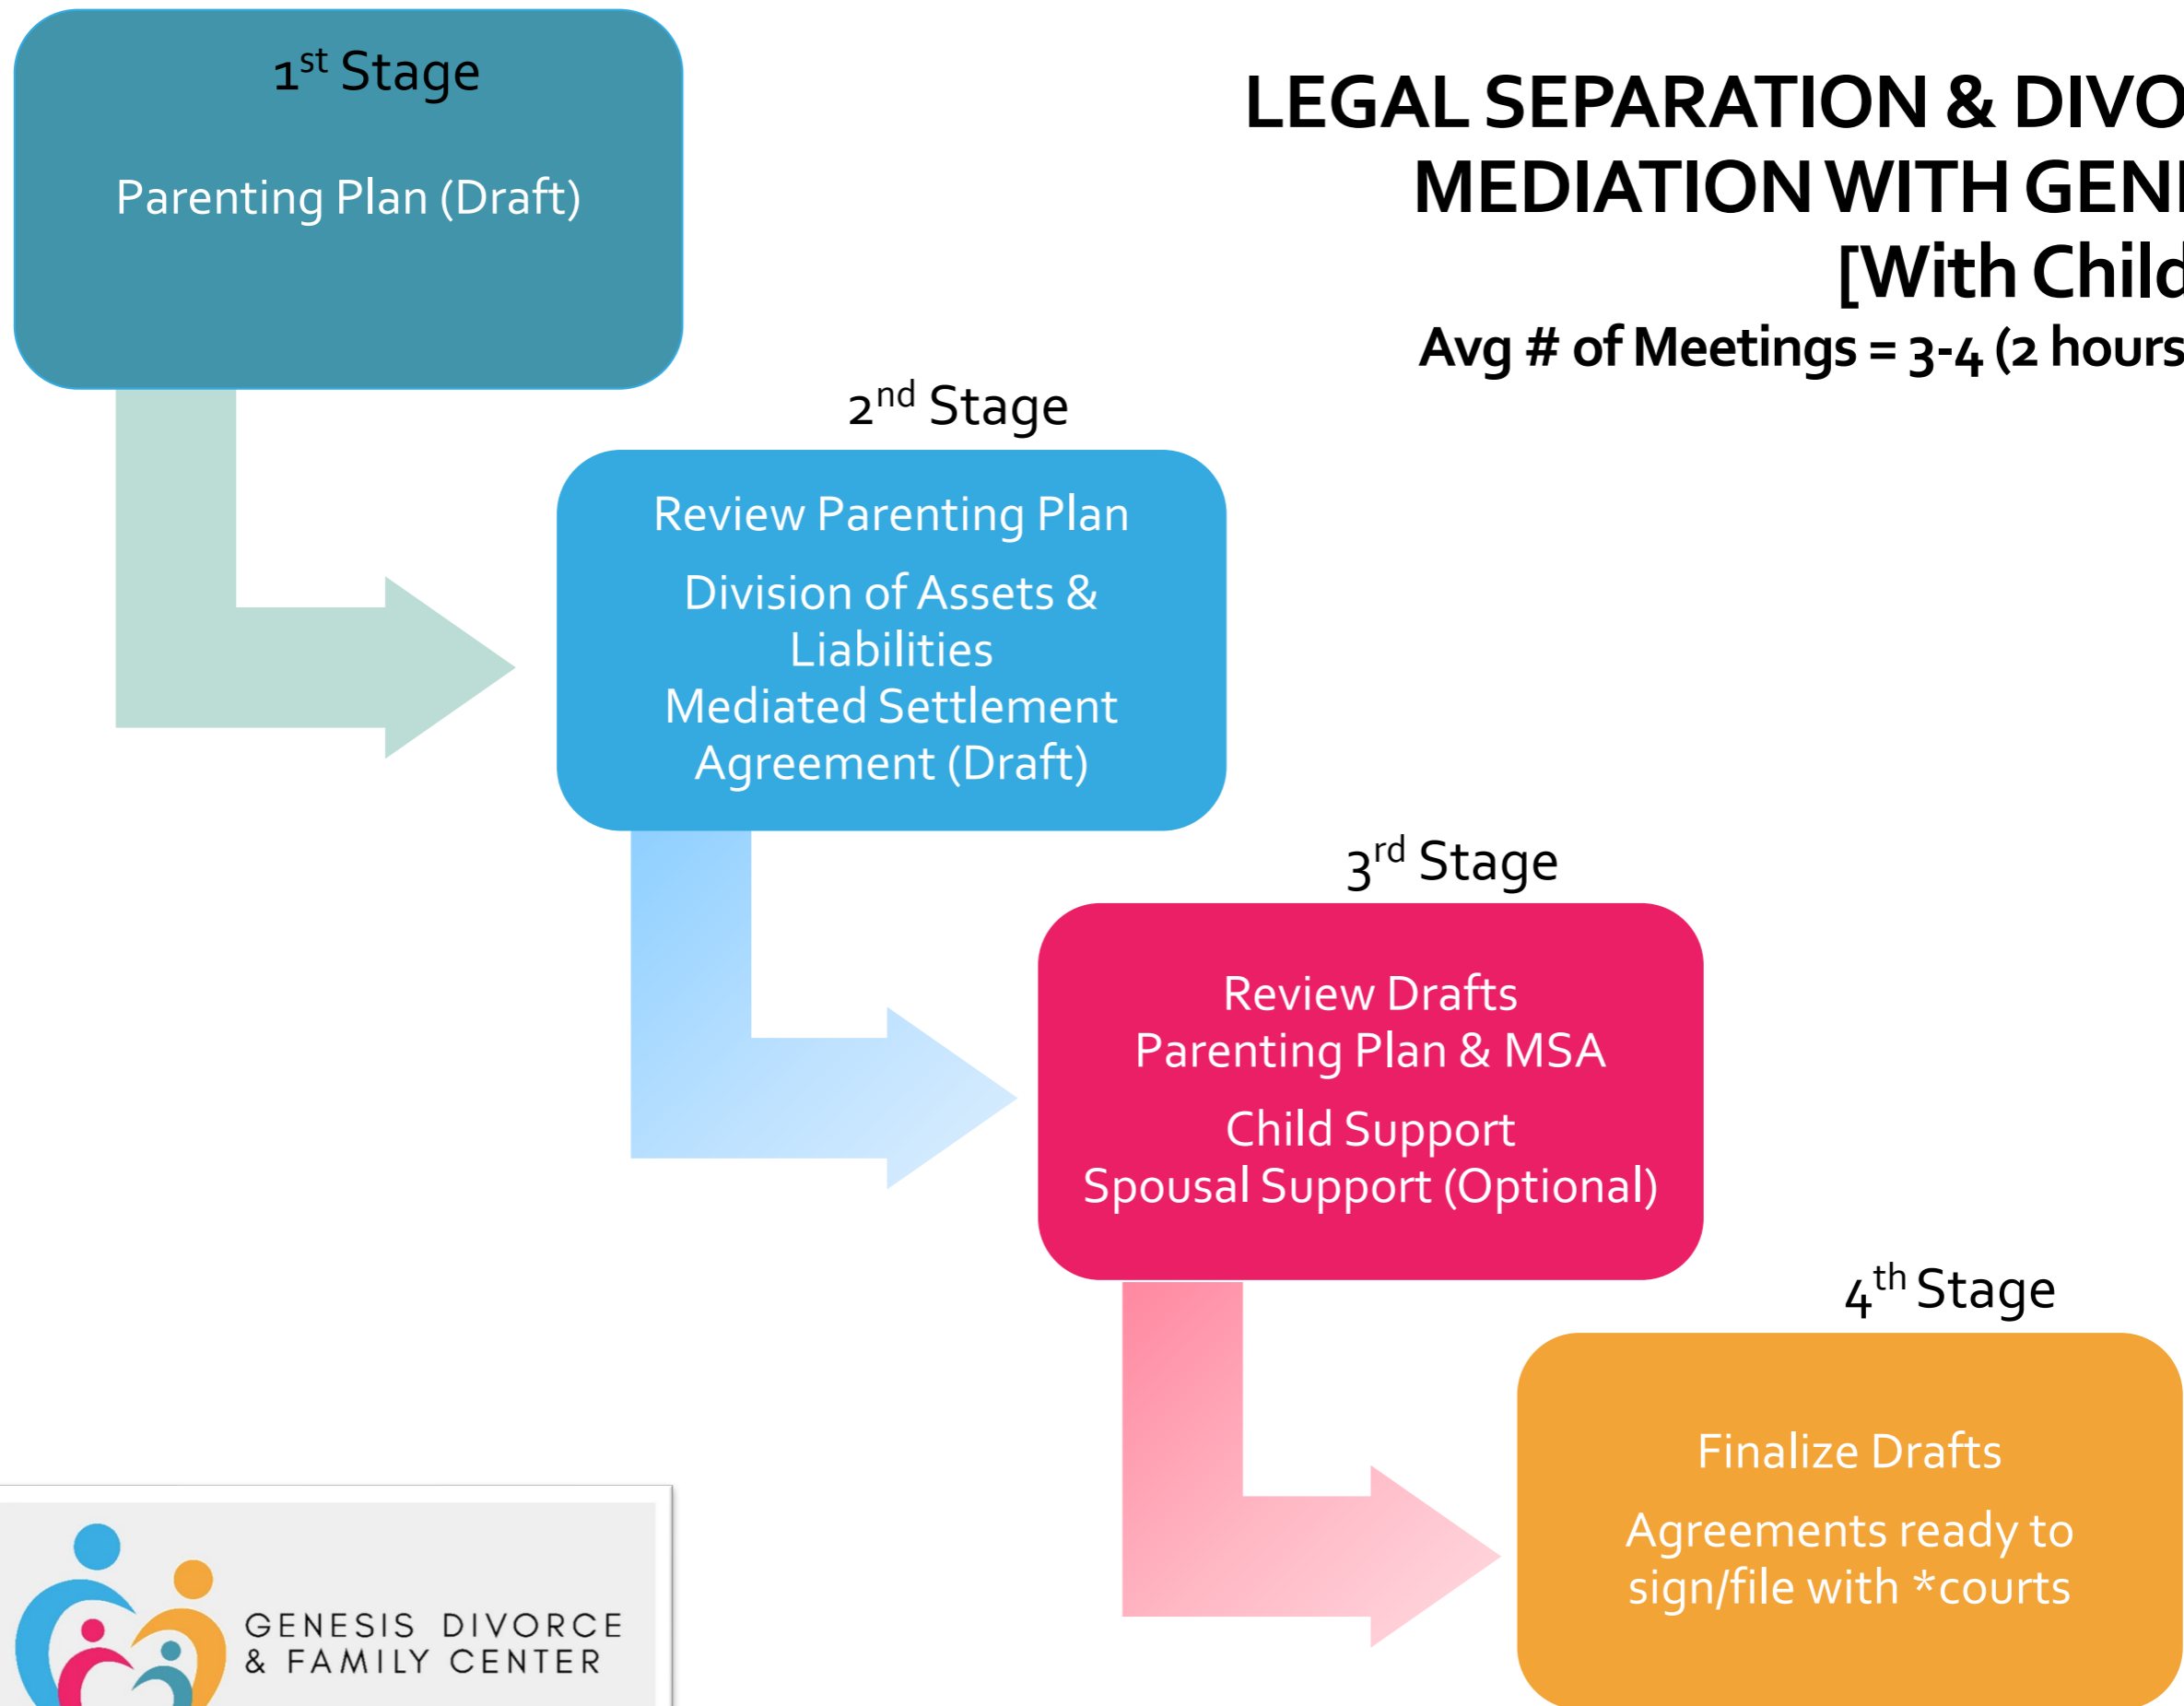 1st Stage
Parenting Plan (Draft)
LEGAL SEPARATION & DIVO
MEDIATION WITH GEN
[With Child
Avg # of Meetings = 3-4 (2 hours
2nd Stage
Review Parenting Plan
Division of Assets &
Liabilities
Mediated Settlement
Agreement (Draft)
3rd Stage
Review Drafts
Parenting Plan & MSA
Child Support
Spousal Support (Optional)
4th Stage
Finalize Drafts
Agreements ready to
sign/file with *courts
GENESIS DIVORCE
& FAMILY CENTER